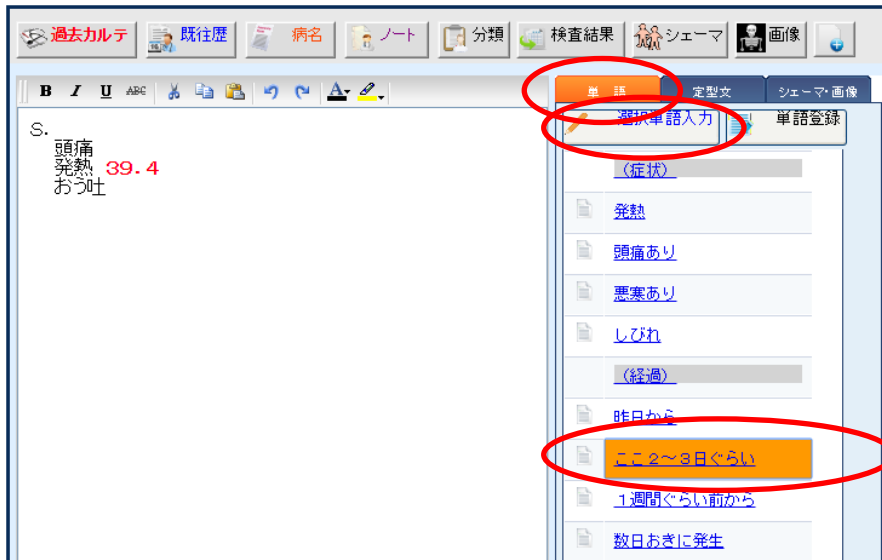 過去カルテ 既往歴 病名 ノート 分類 検査結果 シェーマ 画像
B I U ABC A
単 語 定型文 シェーマ・画像
選択単語入力 単語登録
S.
頭痛
発熱 39.4
おう吐
（症状）
発熱
頭痛あり
悪寒あり
しびれ
（経過）
昨日から
ここ２～３日ぐらい
１週間ぐらい前から
数日おきに発生